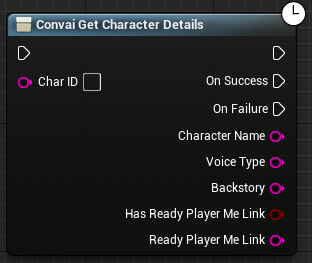 Convai Get Character Details
Char ID
On Success
On Failure
Character Name
Voice Type
Backstory
Has Ready Player Me Link
Ready Player Me Link